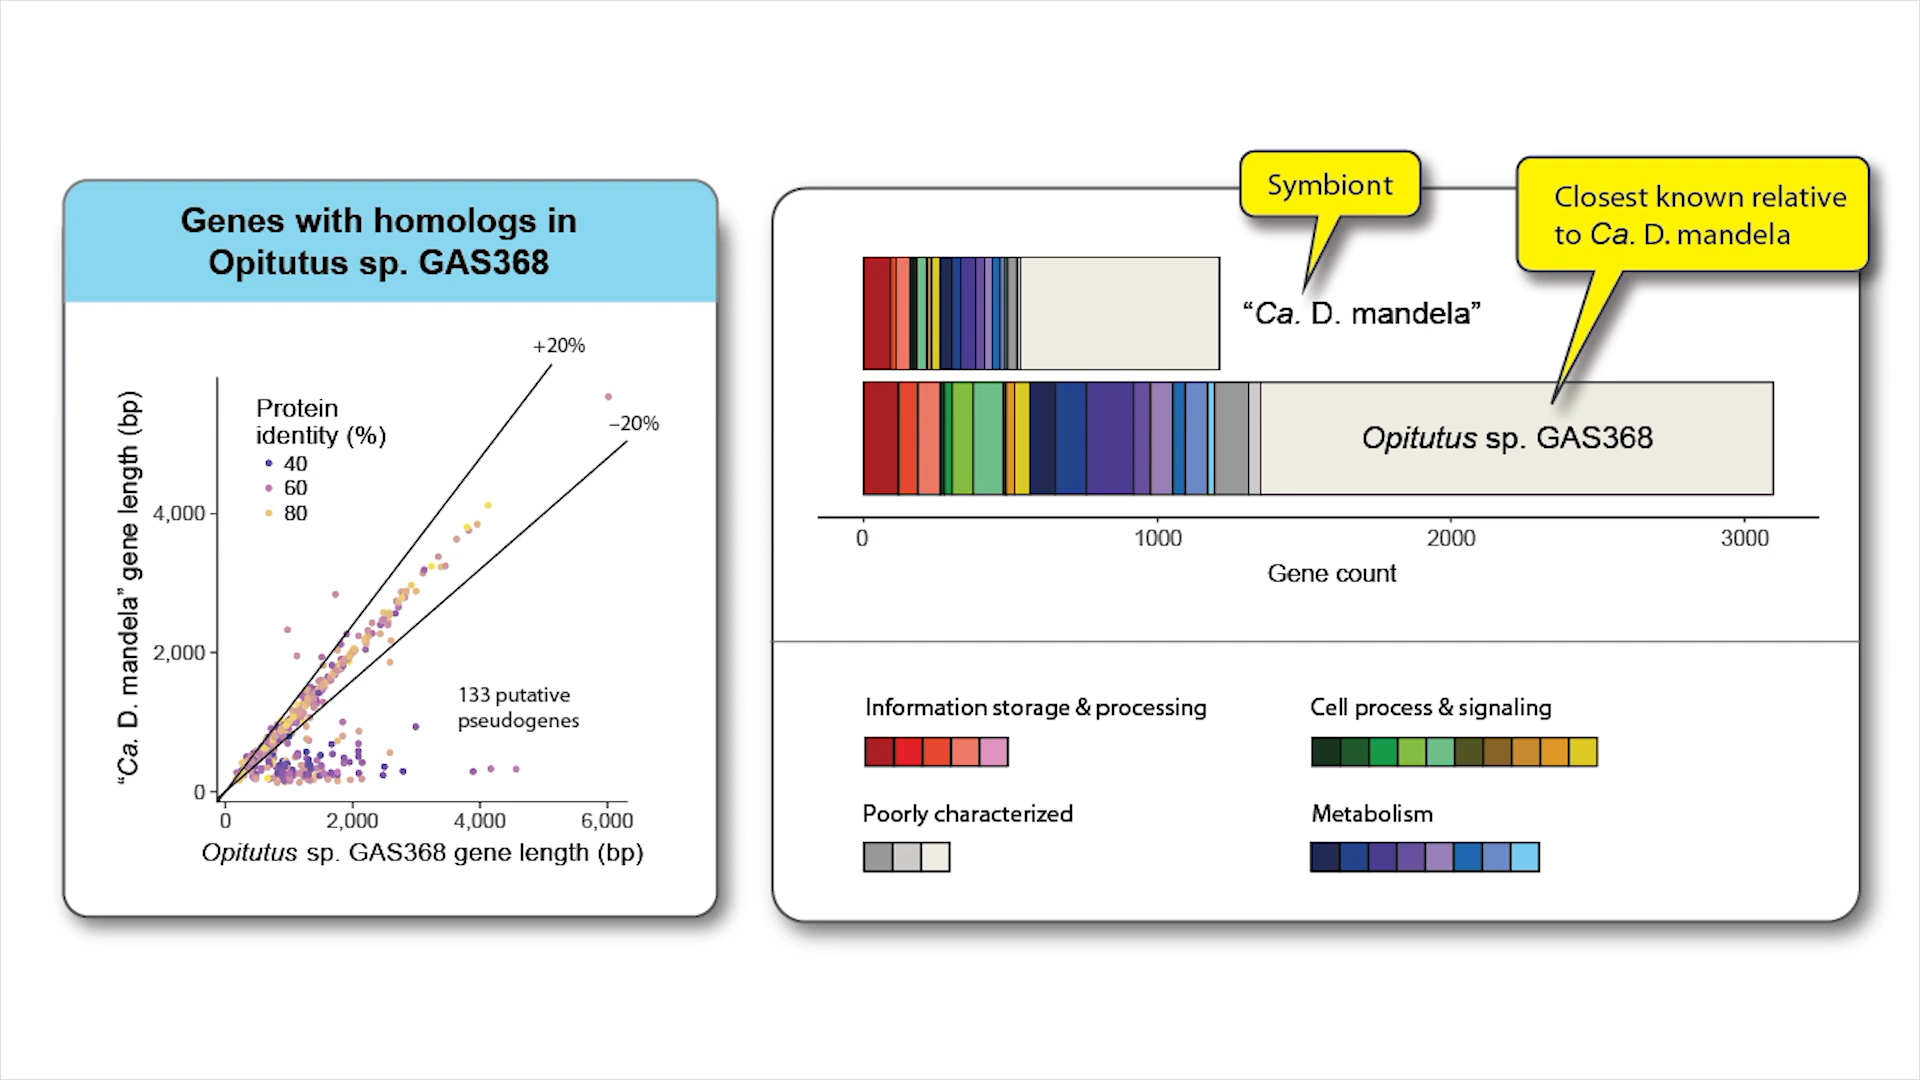 Genes with homologs in
Opitutus sp. GAS368
+20%
–20%
Protein
identity (%)
40
60
80
4,000
2,000
0
133 putative
pseudogenes
0
2,000
4,000
6,000
Opitutus sp. GAS368 gene length (bp)
“Ca. D. mandela” gene length (bp)
Symbiont
Closest known relative
to Ca. D. mandela
“Ca. D. mandela”
Opitutus sp. GAS368
0
1000
2000
3000
Gene count
Information storage & processing
Cell process & signaling
Poorly characterized
Metabolism